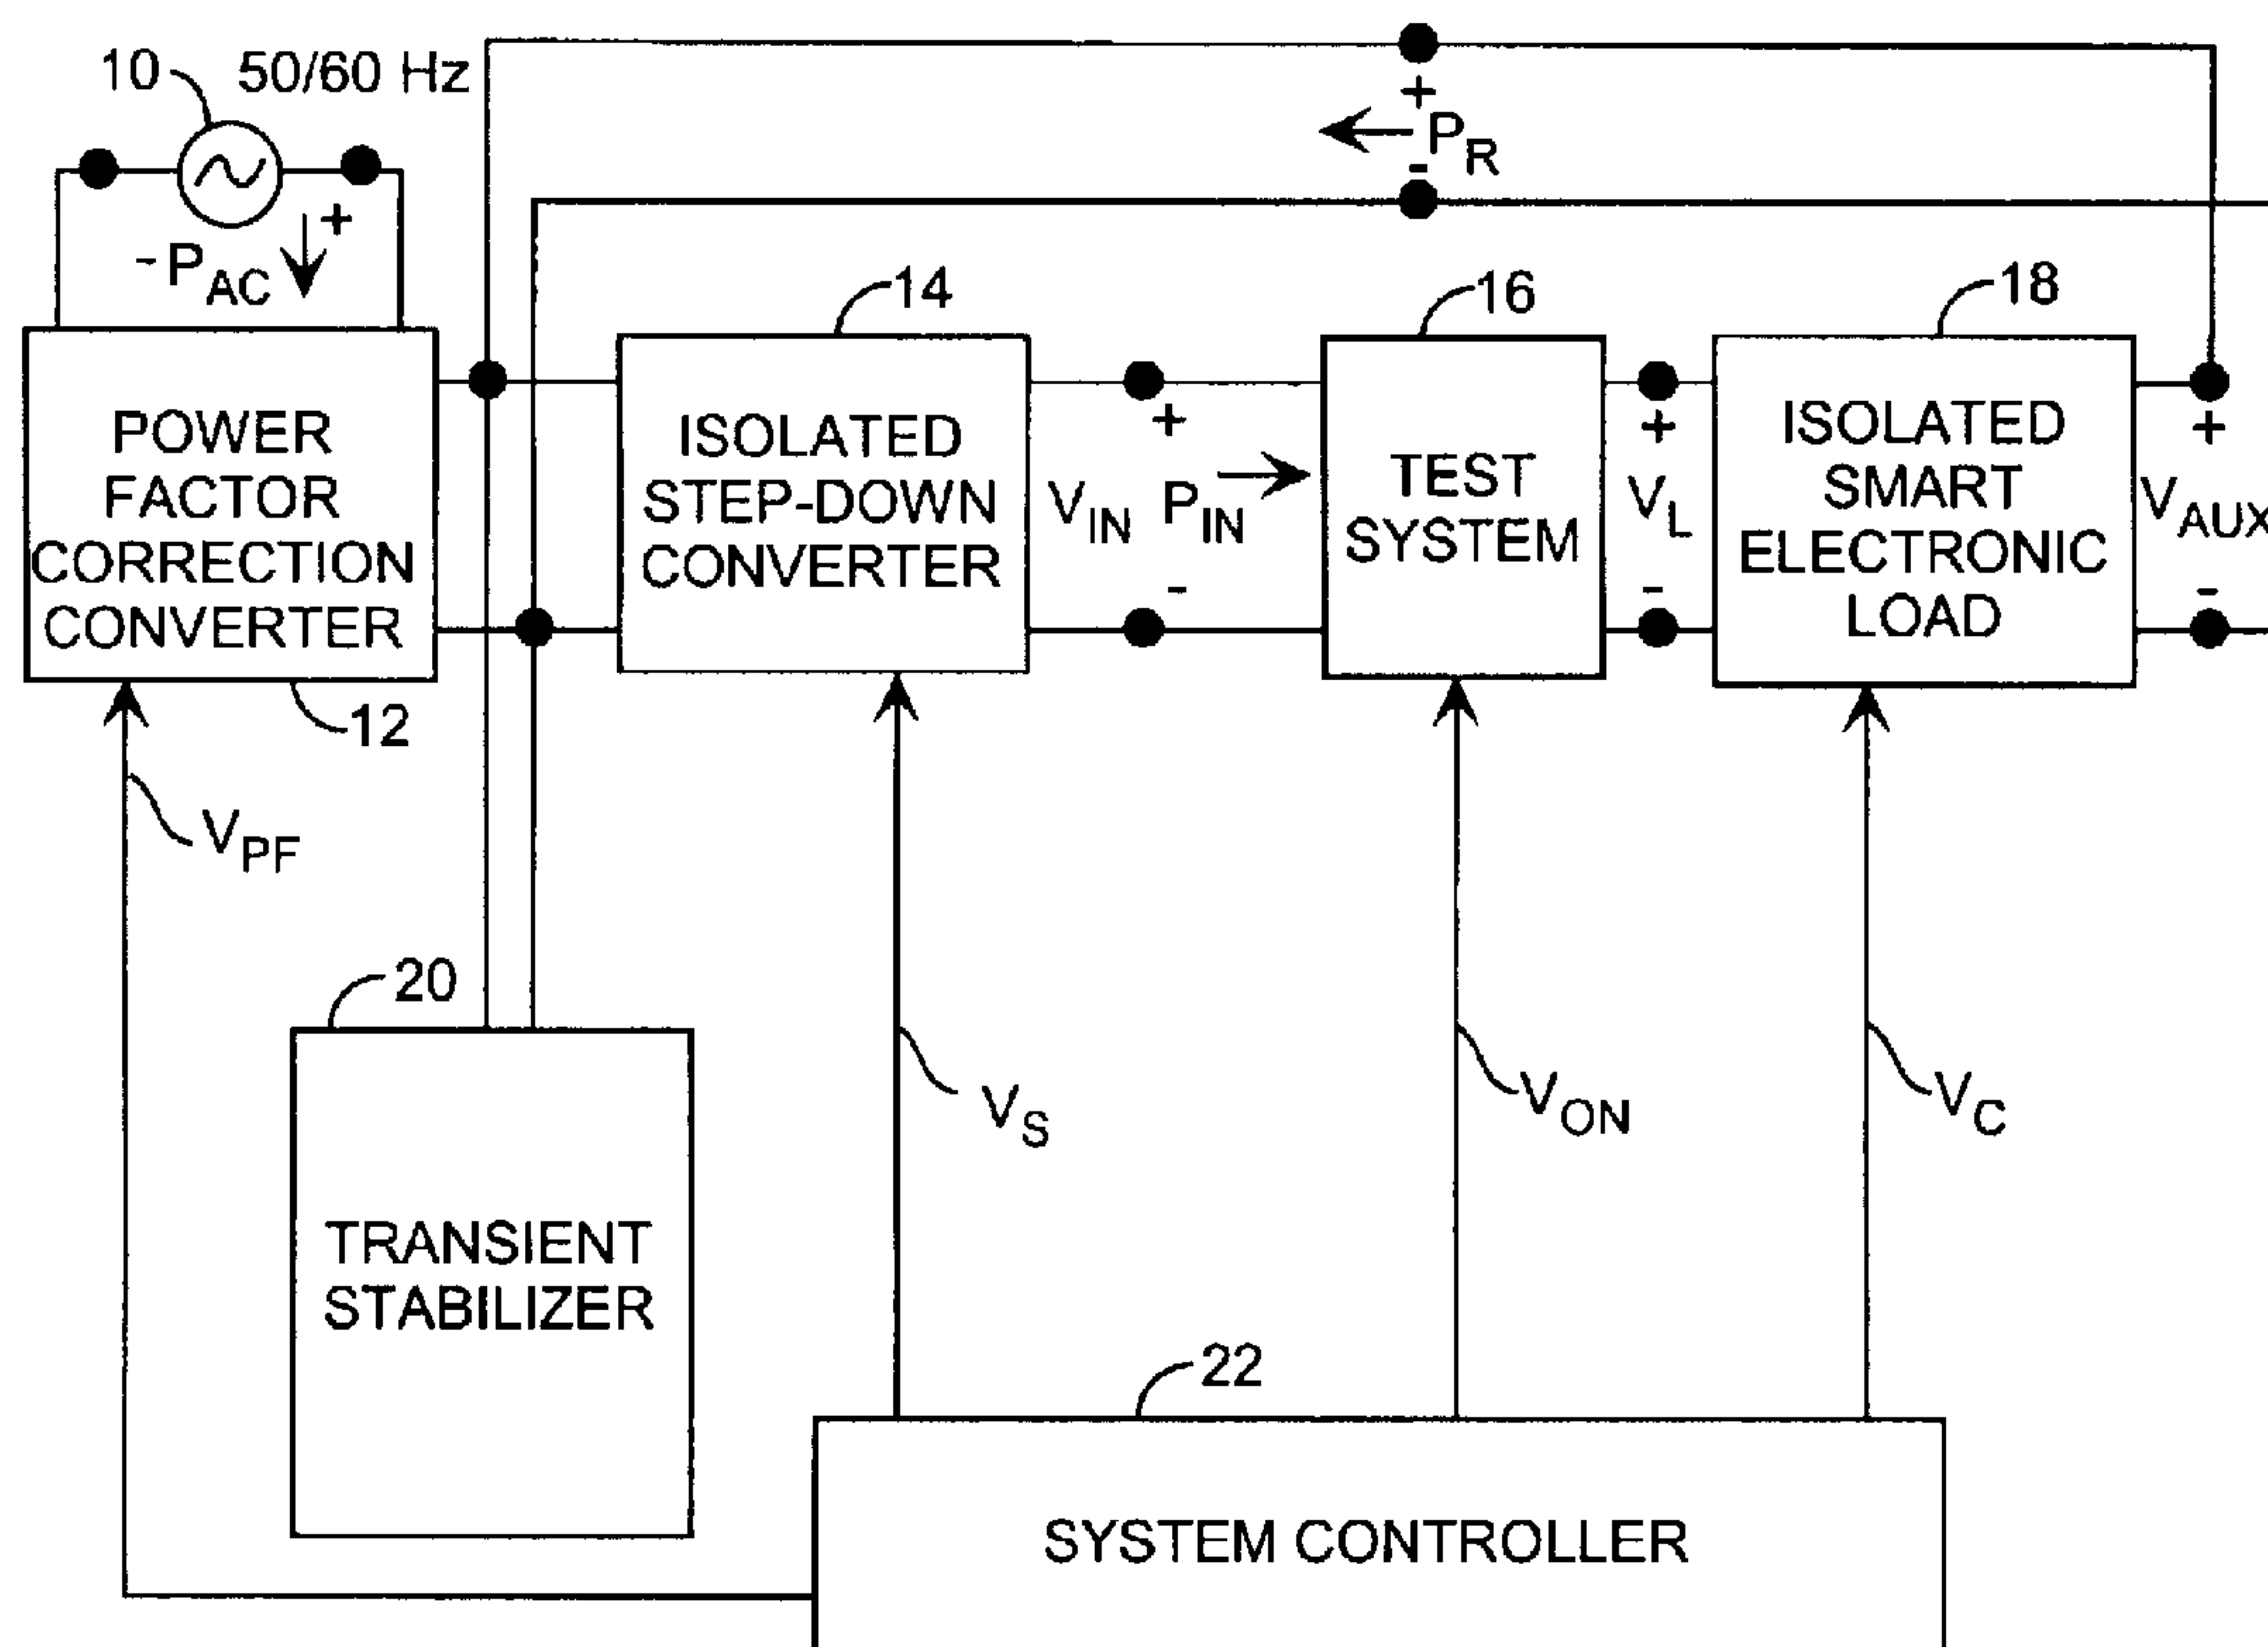 10
50/60 Hz
+
P_R
-
+
- P_AC
14
16
18
POWER
FACTOR
CORRECTION
CONVERTER
12
ISOLATED
STEP-DOWN
CONVERTER
+
V_IN P_IN
-
TEST
SYSTEM
+
V_L
-
ISOLATED
SMART
ELECTRONIC
LOAD
+
V_AUX
-
V_PF
20
V_S
V_ON
V_C
TRANSIENT
STABILIZER
22
SYSTEM CONTROLLER